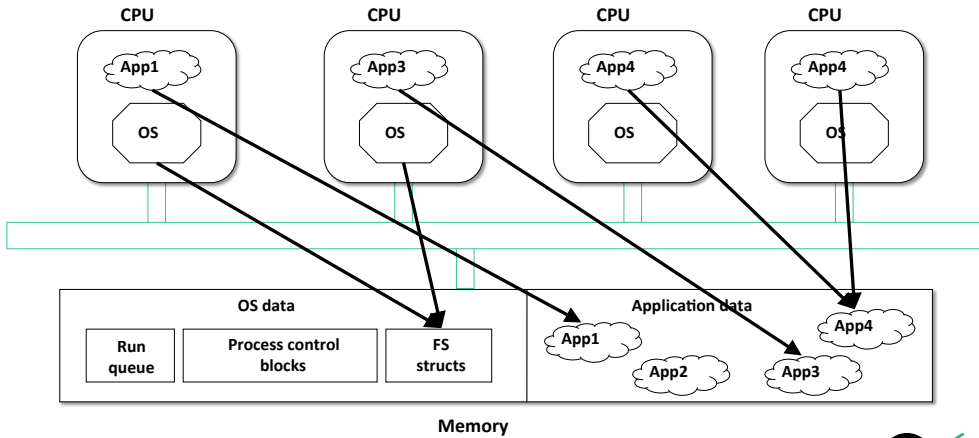 CPU
CPU
CPU
CPU
App1
App3
App4
App4
OS
OS
OS
OS
OS data
Application data
Run
queue
Process control
blocks
FS
structs
App1
App2
App3
App4
Memory